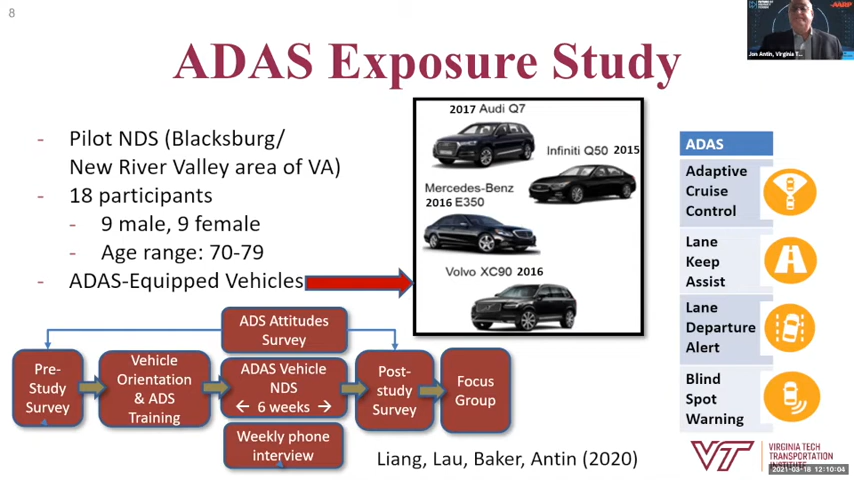 8
ADAS Exposure Study
- Pilot NDS (Blacksburg/
New River Valley area of VA)
- 18 participants
- 9 male, 9 female
- Age range: 70-79
- ADAS-Equipped Vehicles
2017 Audi Q7
Infiniti Q50 2015
Mercedes-Benz
2016 E350
Volvo XC90 2016
ADAS
Adaptive
Cruise
Control
Lane
Keep
Assist
Lane
Departure
Alert
Blind
Spot
Warning
ADS Attitudes
Survey
Pre-
Study
Survey
Vehicle
Orientation
& ADS
Training
ADAS Vehicle
NDS
← 6 weeks →
Weekly phone
interview
Post-
study
Survey
Focus
Group
Liang, Lau, Baker, Antin (2020)
VT
VIRGINIA TECH
TRANSPORTATION
INSTITUTE
2021-03-18 12:10:04
AARP
Jon Antin, Virginia T...